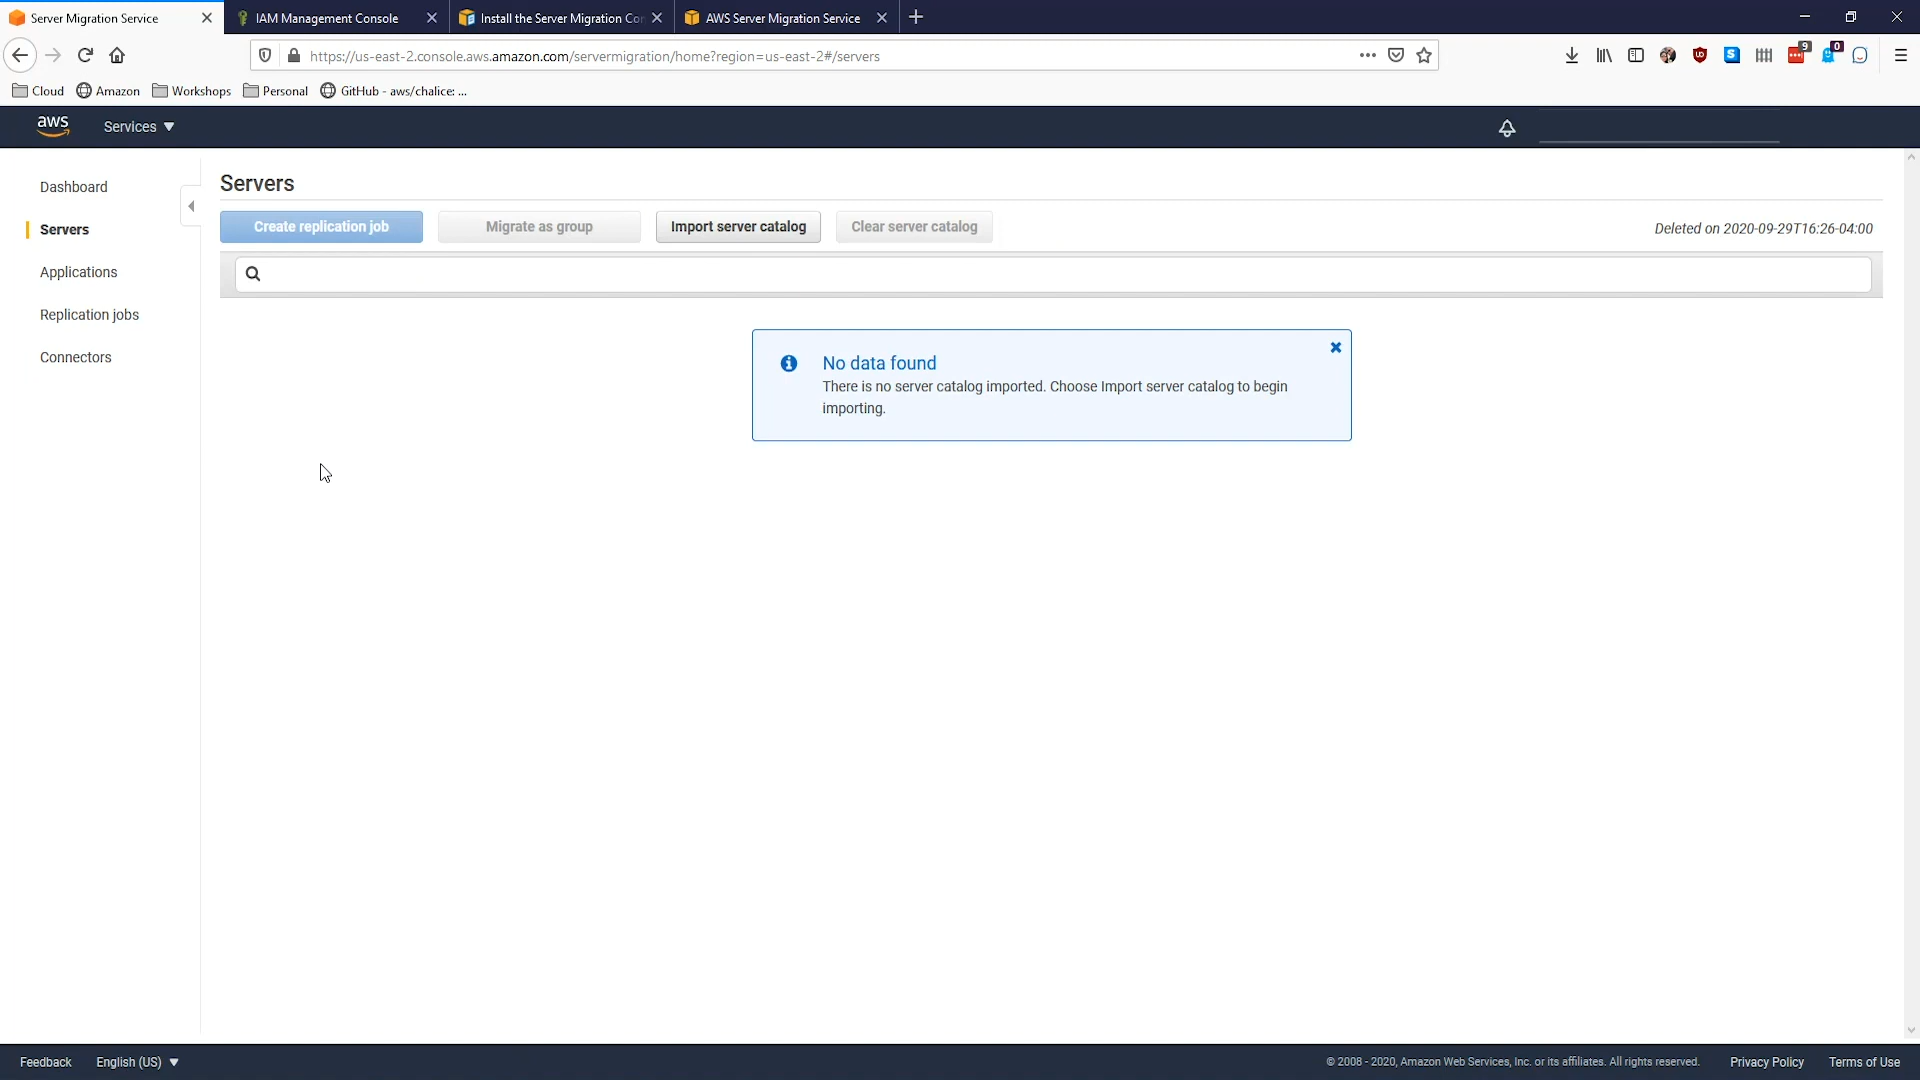 Server Migration Service
IAM Management Console
Install the Server Migration Co
AWS Server Migration Service
https://us-east-2.console.aws.amazon.com/servermigration/home?region=us-east-2#/servers
9
0
Cloud
Amazon
Workshops
Personal
GitHub - aws/chalice: ...
aws
Services
Dashboard
Servers
Applications
Replication jobs
Connectors
Servers
Create replication job
Migrate as group
Import server catalog
Clear server catalog
Deleted on 2020-09-29T16:26-04:00
No data found
There is no server catalog imported. Choose Import server catalog to begin
importing.
Feedback
English (US)
© 2008 - 2020, Amazon Web Services, Inc. or its affiliates. All rights reserved.
Privacy Policy
Terms of Use